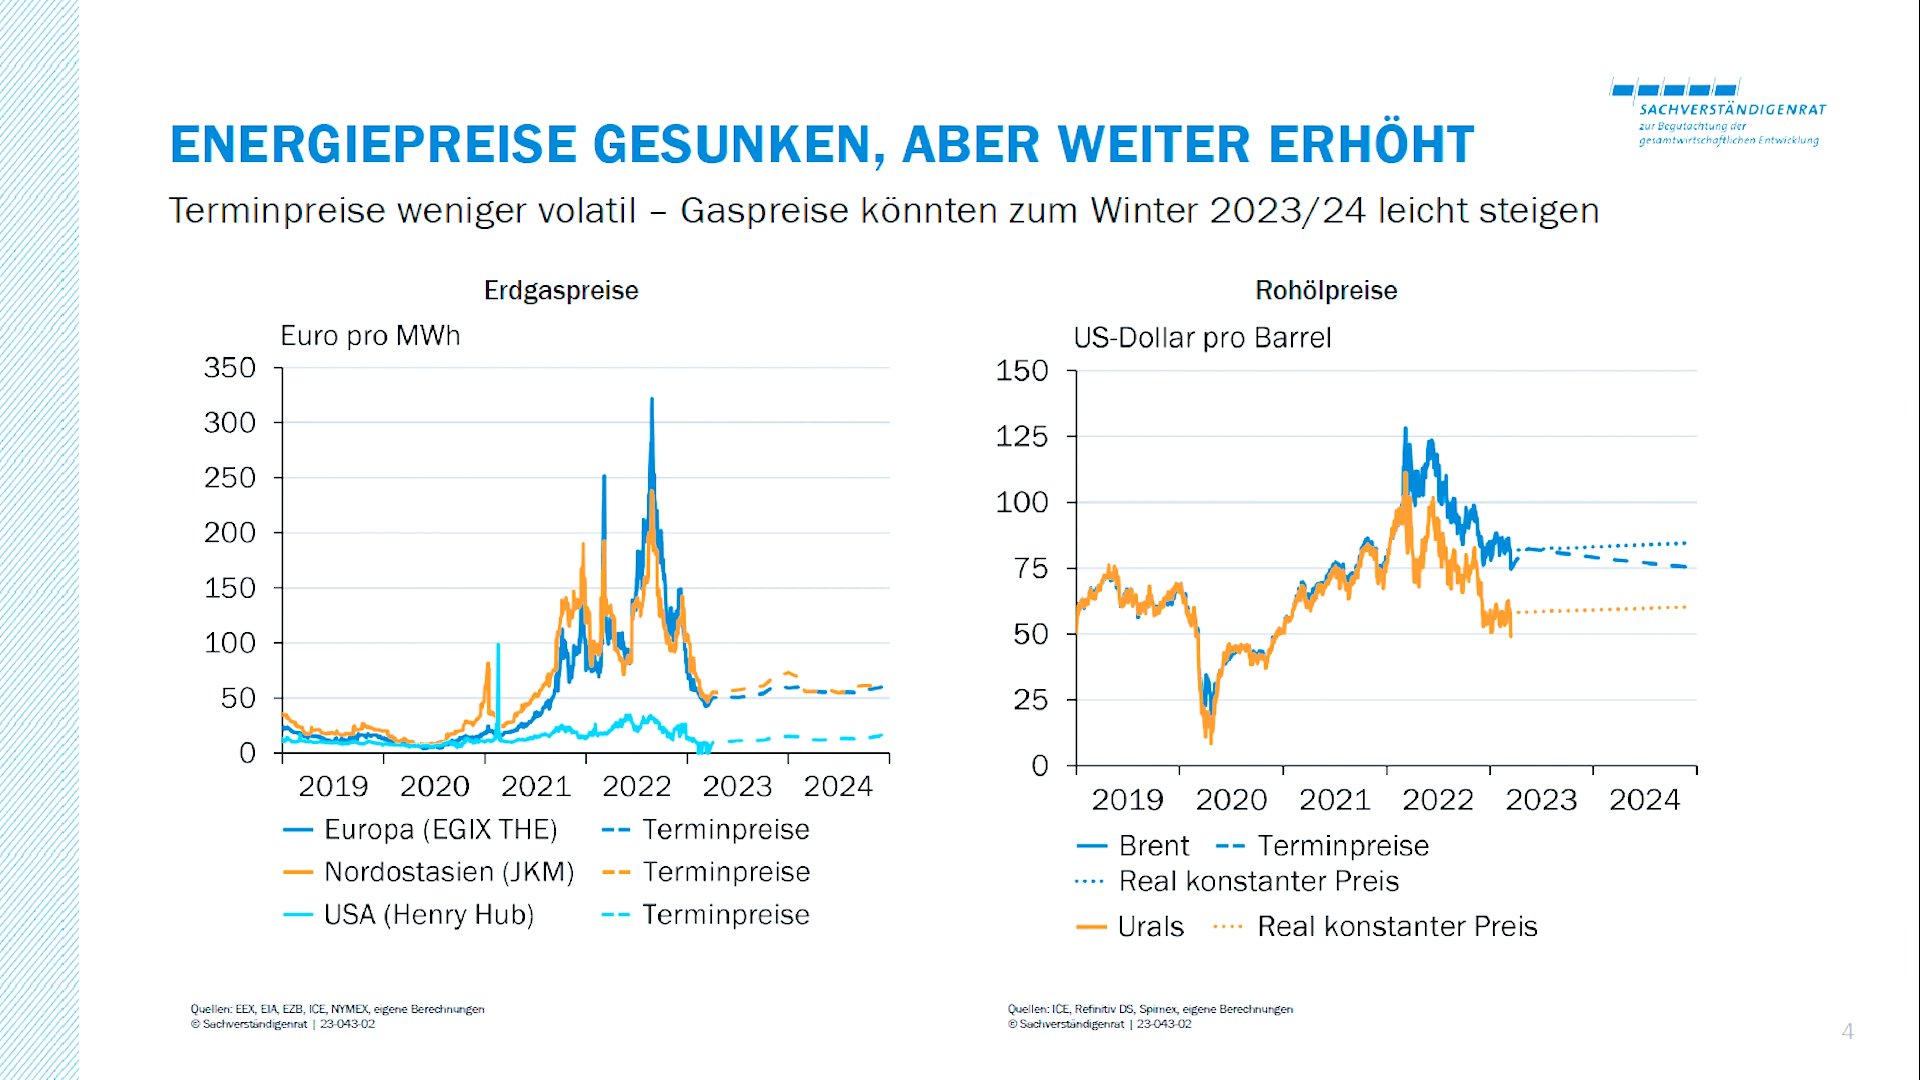 SACHVERSTÄNDIGENRAT
zur Begutachtung der
gesamtwirtschaftlichen Entwicklung
ENERGIEPREISE GESUNKEN, ABER WEITER ERHÖHT
Terminpreise weniger volatil – Gaspreise könnten zum Winter 2023/24 leicht steigen
Erdgaspreise
Euro pro MWh
350
300
250
200
150
100
50
0
2019 2020 2021 2022 2023 2024
Europa (EGIX THE) Terminpreise
Nordostasien (JKM) Terminpreise
USA (Henry Hub) Terminpreise
Quellen: EEX, EIA, EZB, ICE, NYMEX, eigene Berechnungen
© Sachverständigenrat | 23-043-02
Rohölpreise
US-Dollar pro Barrel
150
125
100
75
50
25
0
2019 2020 2021 2022 2023 2024
Brent Terminpreise
Real konstanter Preis
Urals Real konstanter Preis
Quellen: ICE, Refinitiv DS, Spimex, eigene Berechnungen
© Sachverständigenrat | 23-043-02
4